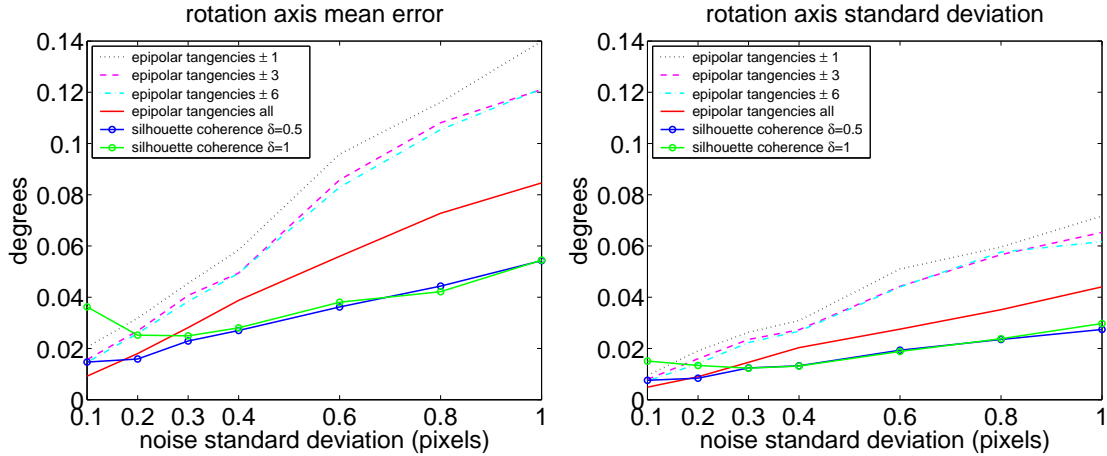 rotation axis mean error
0.14
0.12
0.1
0.08
0.06
0.04
0.02
0
degrees
epipolar tangencies ± 1
epipolar tangencies ± 3
epipolar tangencies ± 6
epipolar tangencies all
silhouette coherence δ=0.5
silhouette coherence δ=1
0.1 0.2 0.3 0.4 0.6 0.8 1
noise standard deviation (pixels)
rotation axis standard deviation
0.14
0.12
0.1
0.08
0.06
0.04
0.02
0
degrees
epipolar tangencies ± 1
epipolar tangencies ± 3
epipolar tangencies ± 6
epipolar tangencies all
silhouette coherence δ=0.5
silhouette coherence δ=1
0.1 0.2 0.3 0.4 0.6 0.8 1
noise standard deviation (pixels)